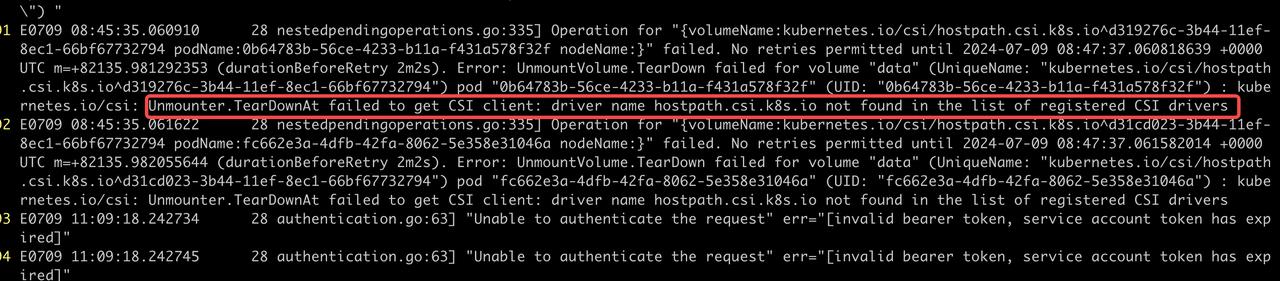 \") "
01 E0709 08:45:35.060910      28 nestedpendingoperations.go:335] Operation for "{volumeName:kubernetes.io/csi/hostpath.csi.k8s.io^d319276c-3b44-11ef-
8ec1-66bf67732794 podName:0b64783b-56ce-4233-b11a-f431a578f32f nodeName:}" failed. No retries permitted until 2024-07-09 08:47:37.060818639 +0000
UTC m=+82135.981292353 (durationBeforeRetry 2m2s). Error: UnmountVolume.TearDown failed for volume "data" (UniqueName: "kubernetes.io/csi/hostpath
.csi.k8s.io^d319276c-3b44-11ef-8ec1-66bf67732794") pod "0b64783b-56ce-4233-b11a-f431a578f32f" (UID: "0b64783b-56ce-4233-b11a-f431a578f32f") : kube
rnetes.io/csi: Unmounter.TearDownAt failed to get CSI client: driver name hostpath.csi.k8s.io not found in the list of registered CSI drivers
02 E0709 08:45:35.061622      28 nestedpendingoperations.go:335] Operation for "{volumeName:kubernetes.io/csi/hostpath.csi.k8s.io^d31cd023-3b44-11ef-
8ec1-66bf67732794 podName:fc662e3a-4dfb-42fa-8062-5e358e31046a nodeName:}" failed. No retries permitted until 2024-07-09 08:47:37.061582014 +0000
UTC m=+82135.982055644 (durationBeforeRetry 2m2s). Error: UnmountVolume.TearDown failed for volume "data" (UniqueName: "kubernetes.io/csi/hostpath
.csi.k8s.io^d31cd023-3b44-11ef-8ec1-66bf67732794") pod "fc662e3a-4dfb-42fa-8062-5e358e31046a" (UID: "fc662e3a-4dfb-42fa-8062-5e358e31046a") : kube
rnetes.io/csi: Unmounter.TearDownAt failed to get CSI client: driver name hostpath.csi.k8s.io not found in the list of registered CSI drivers
03 E0709 11:09:18.242734      28 authentication.go:63] "Unable to authenticate the request" err="[invalid bearer token, service account token has exp
ired]"
04 E0709 11:09:18.242745      28 authentication.go:63] "Unable to authenticate the request" err="[invalid bearer token, service account token has exp
ired]"